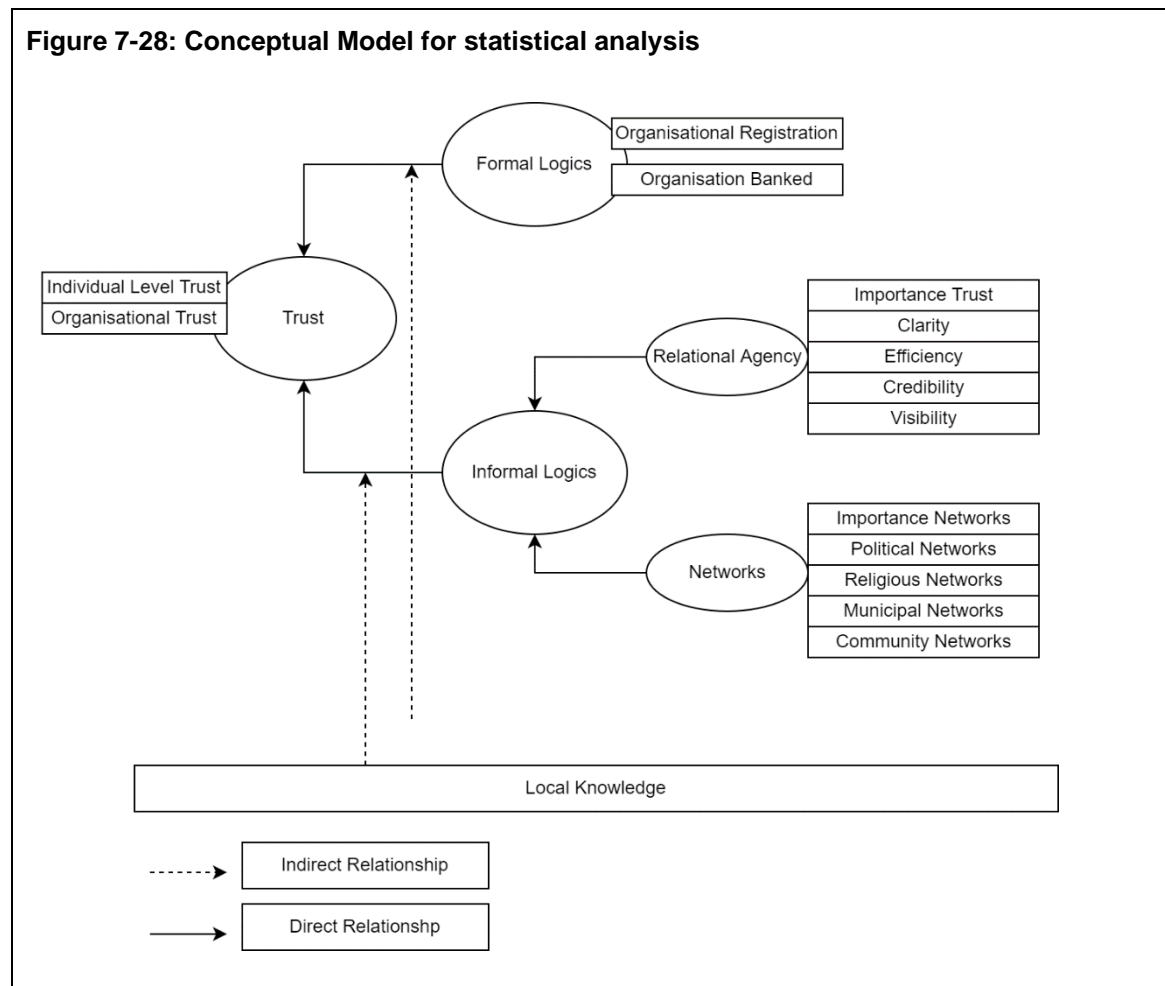 Figure 7-28: Conceptual Model for statistical analysis
Formal Logics
Organisational Registration
Organisation Banked
Individual Level Trust
Organisational Trust
Trust
Relational Agency
Importance Trust
Clarity
Efficiency
Credibility
Visibility
Informal Logics
Networks
Importance Networks
Political Networks
Religious Networks
Municipal Networks
Community Networks
Local Knowledge
Indirect Relationship
Direct Relationshp